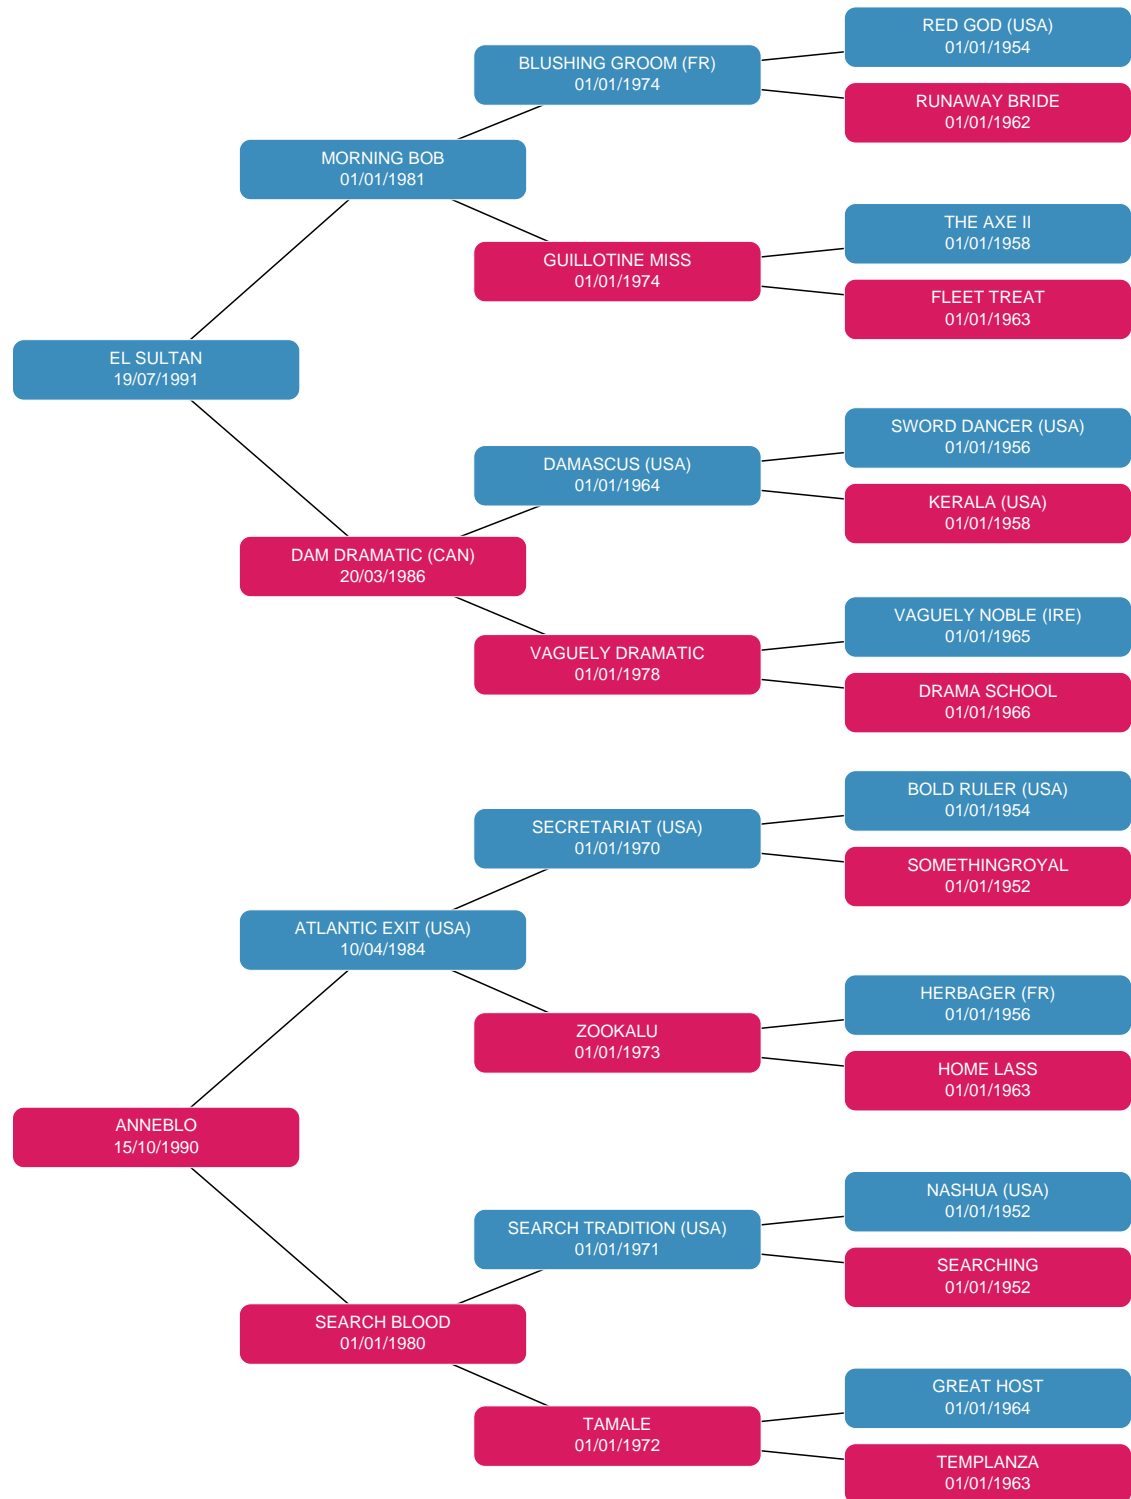 RED GOD (USA)
01/01/1954
BLUSHING GROOM (FR)
01/01/1974
RUNAWAY BRIDE
01/01/1962
MORNING BOB
01/01/1981
THE AXE II
01/01/1958
GUILLOTINE MISS
01/01/1974
FLEET TREAT
01/01/1963
EL SULTAN
19/07/1991
SWORD DANCER (USA)
01/01/1956
DAMASCUS (USA)
01/01/1964
KERALA (USA)
01/01/1958
DAM DRAMATIC (CAN)
20/03/1986
VAGUELY NOBLE (IRE)
01/01/1965
VAGUELY DRAMATIC
01/01/1978
DRAMA SCHOOL
01/01/1966
BOLD RULER (USA)
01/01/1954
SECRETARIAT (USA)
01/01/1970
SOMETHINGROYAL
01/01/1952
ATLANTIC EXIT (USA)
10/04/1984
HERBAGER (FR)
01/01/1956
ZOOKALU
01/01/1973
HOME LASS
01/01/1963
ANNEBLO
15/10/1990
NASHUA (USA)
01/01/1952
SEARCH TRADITION (USA)
01/01/1971
SEARCHING
01/01/1952
SEARCH BLOOD
01/01/1980
GREAT HOST
01/01/1964
TAMALE
01/01/1972
TEMPLANZA
01/01/1963